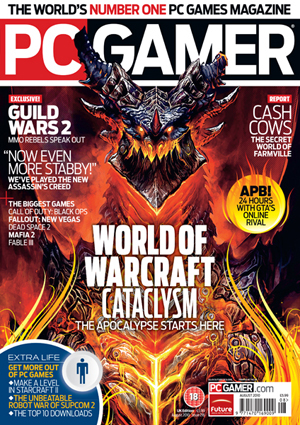 THE WORLD'S NUMBER ONE PC GAMES MAGAZINE
PC GAMER
EXCLUSIVE!
GUILD
WARS 2
MMO REBELS SPEAK OUT
"NOW EVEN
MORE STABBY!"
WE'VE PLAYED THE NEW
ASSASSIN'S CREED
THE BIGGEST GAMES
CALL OF DUTY: BLACK OPS
FALLOUT: NEW VEGAS
DEAD SPACE 2
MAFIA 2
FABLE III
REPORT
CASH
COWS
THE SECRET
WORLD OF
FARMVILLE
APB!
24 HOURS
WITH GTA'S
ONLINE
RIVAL
WORLD OF
WARCRAFT
CATACLYSM
THE APOCALYPSE STARTS HERE
EXTRA LIFE
GET MORE OUT
OF PC GAMES
MAKE A LEVEL
IN STARCRAFT II
THE UNBEATABLE
ROBOT WAR OF SUPCOM 2
THE TOP 10 DOWNLOADS
18
Future
PC GAMER.com
AUGUST 2010